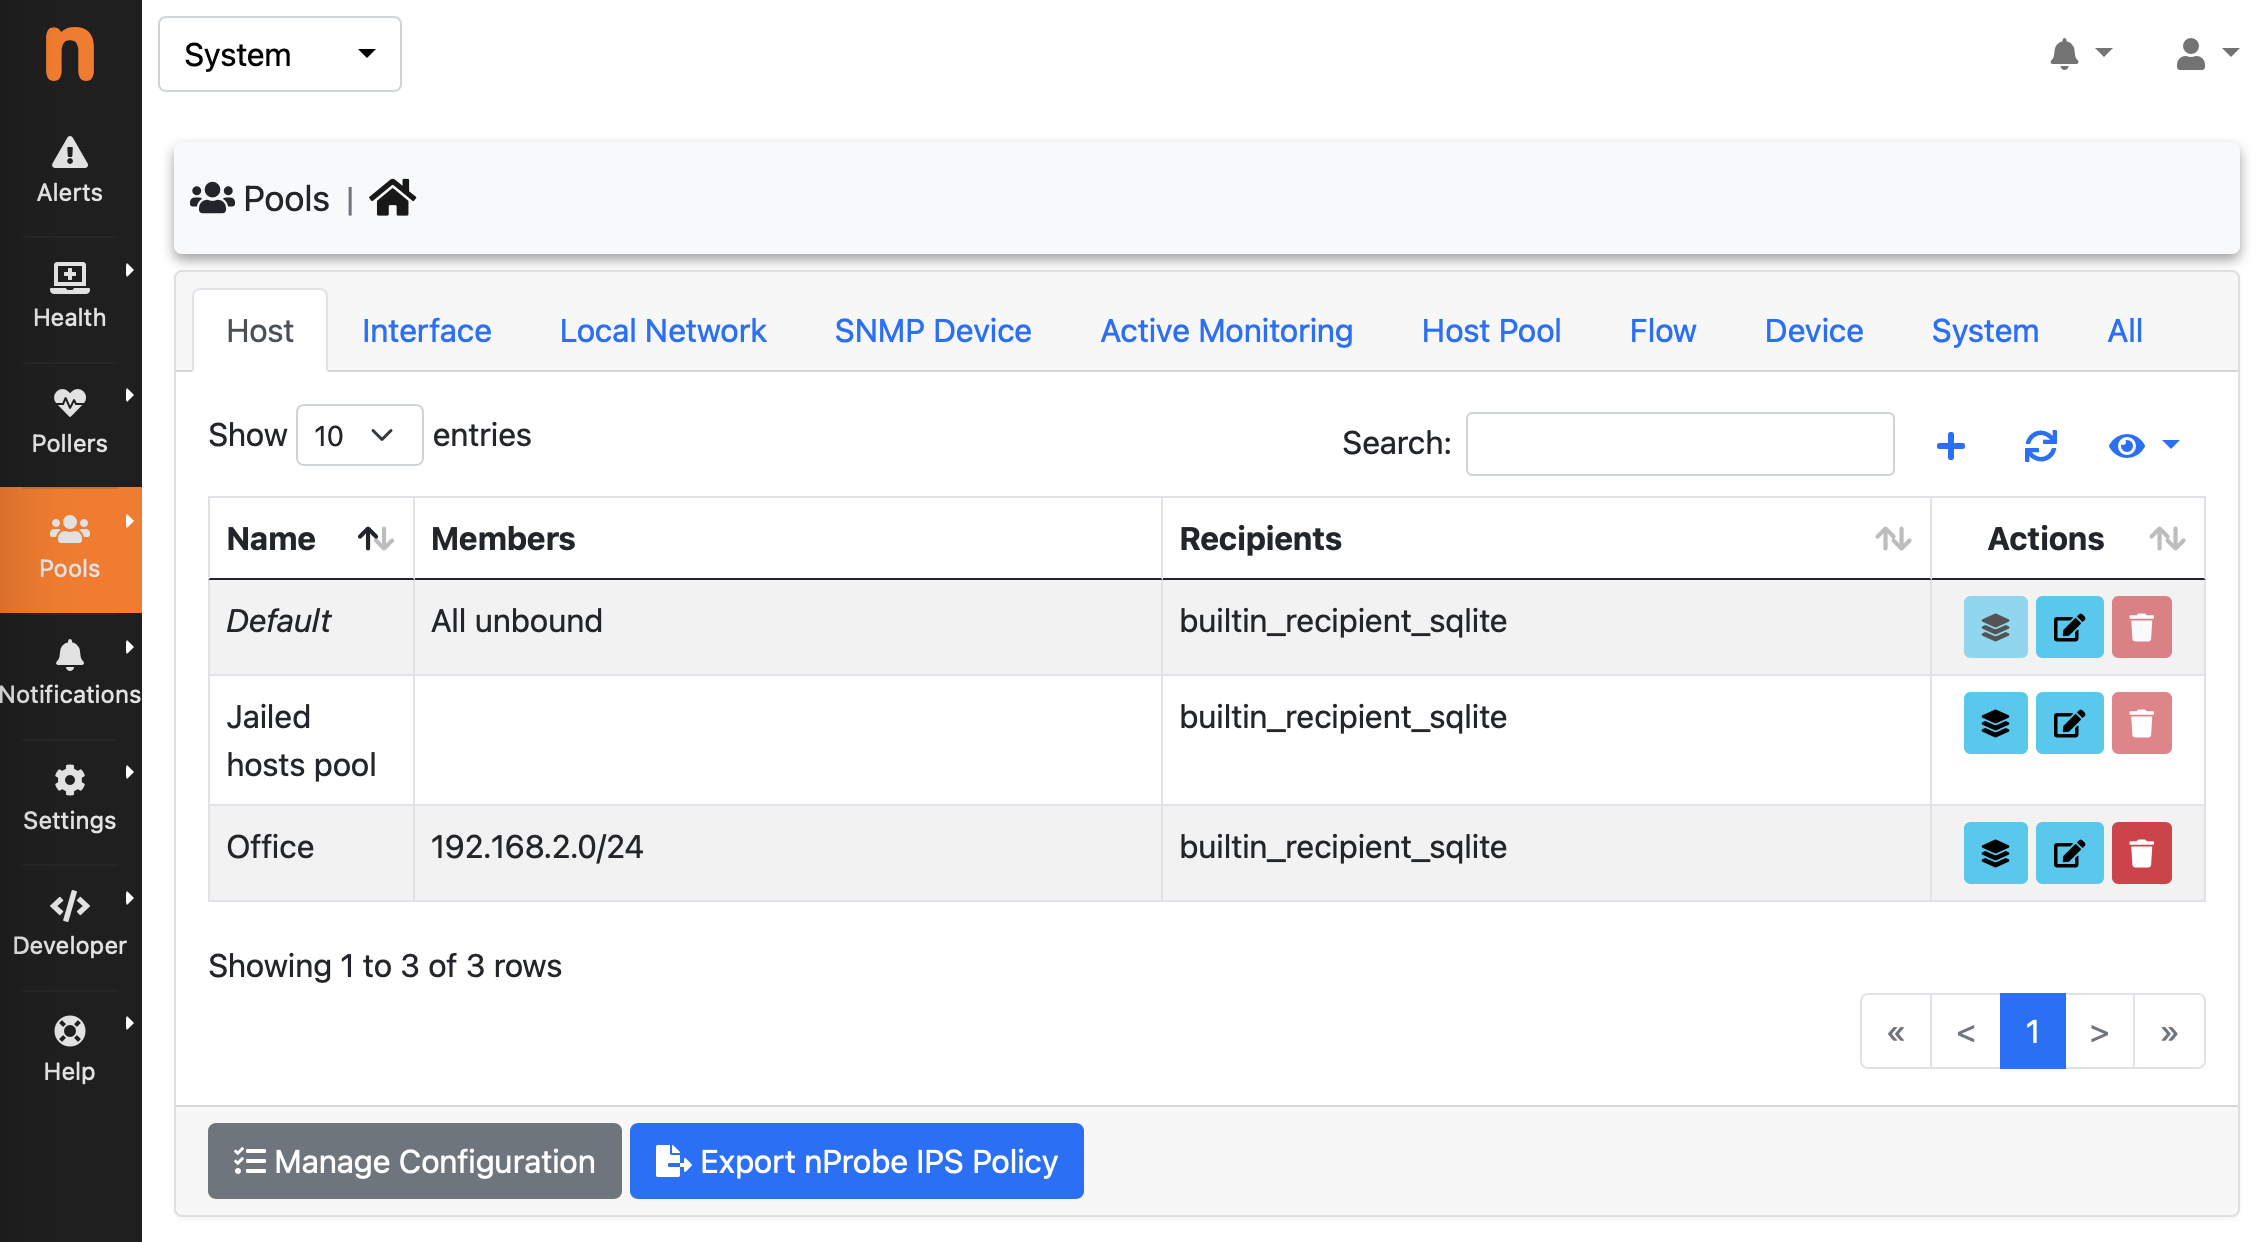 n
System
Alerts
Health
Pollers
Pools
Notifications
Settings
Developer
Help
Pools |
Host Interface Local Network SNMP Device Active Monitoring Host Pool Flow Device System All
Show 10 entries
Search:
Name Members Recipients Actions
Default All unbound builtin_recipient_sqlite
Jailed hosts pool builtin_recipient_sqlite
Office 192.168.2.0/24 builtin_recipient_sqlite
Showing 1 to 3 of 3 rows
« < 1 > »
Manage Configuration Export nProbe IPS Policy